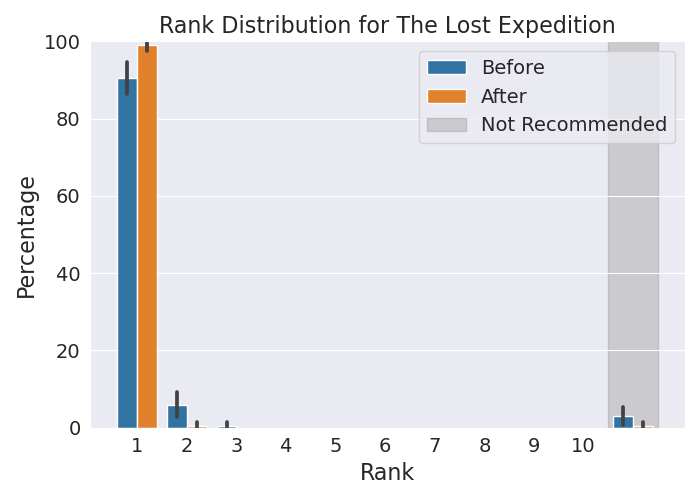 Rank Distribution for The Lost Expedition
100
80
60
40
20
0
Percentage
Before
After
Not Recommended
1 2 3 4 5 6 7 8 9 10
Rank